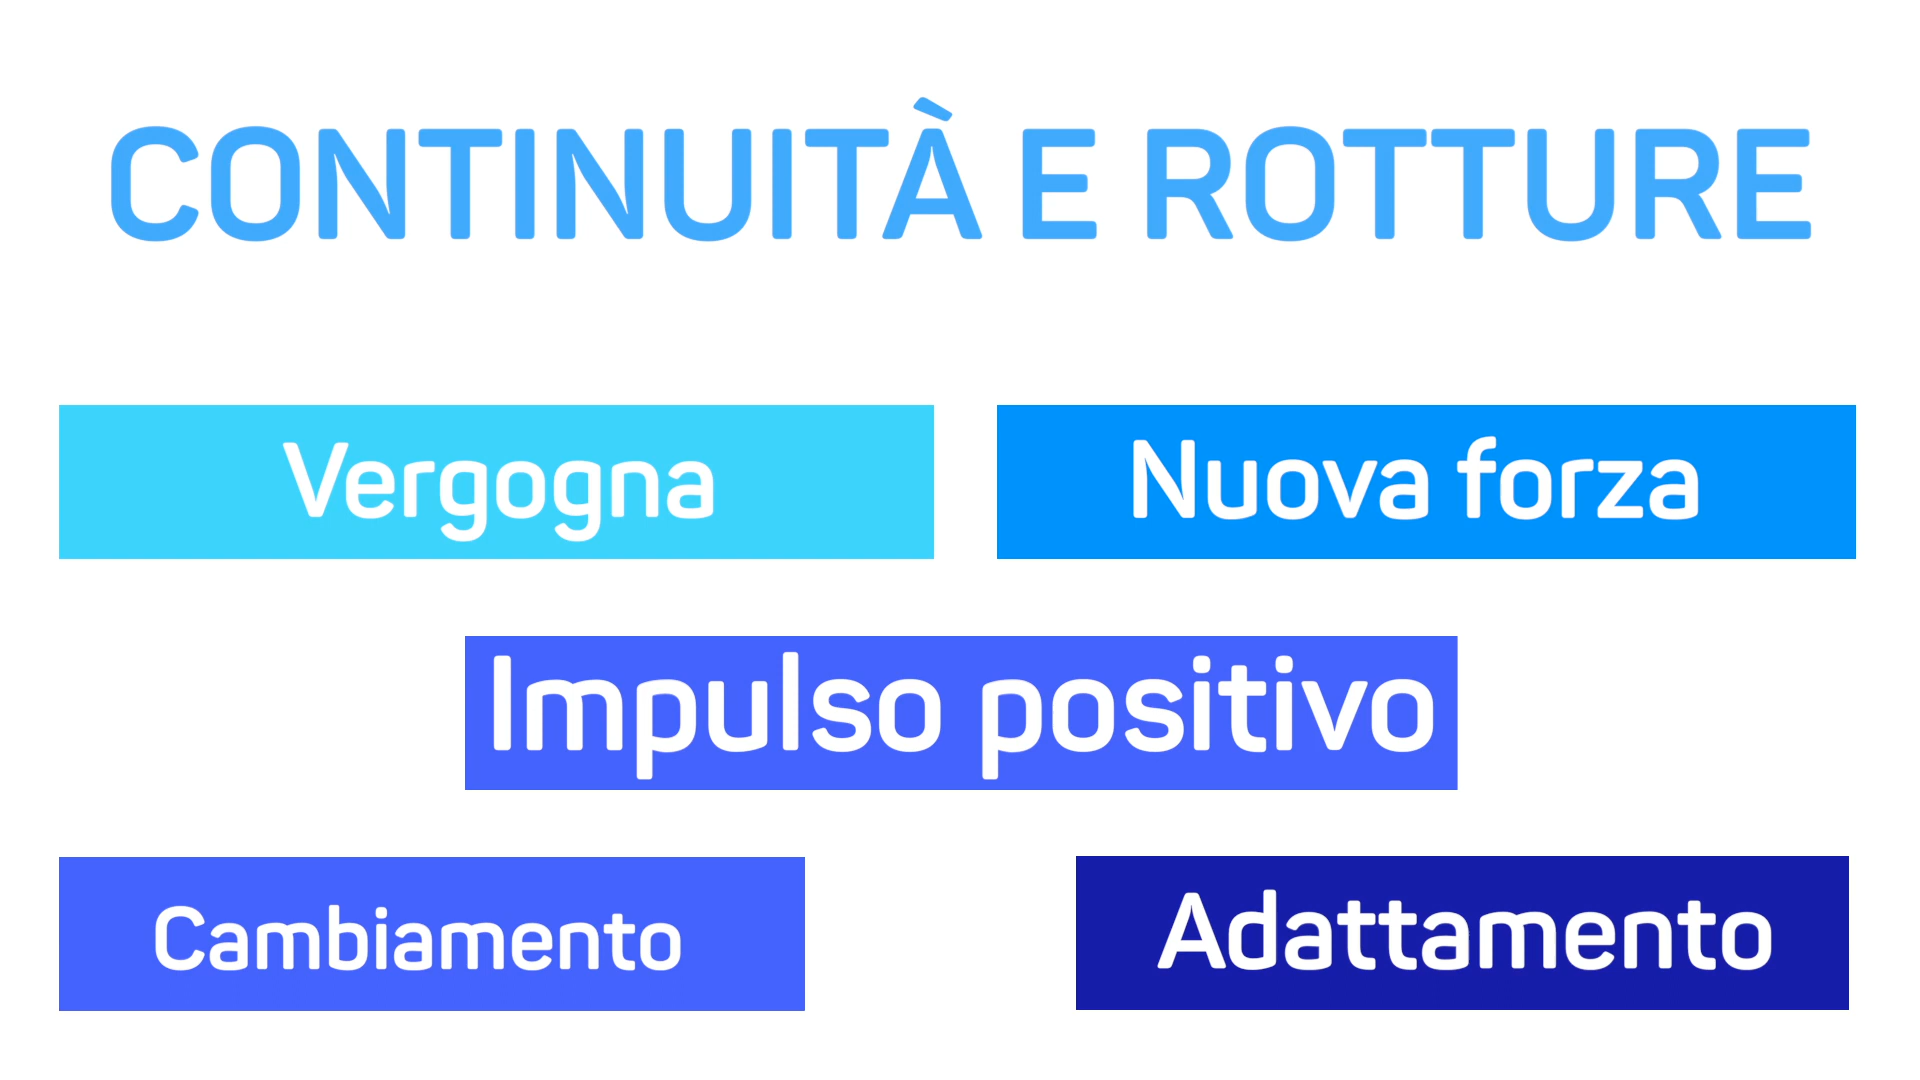 CONTINUITÀ E ROTTURE
Vergogna
Nuova forza
Impulso positivo
Cambiamento
Adattamento